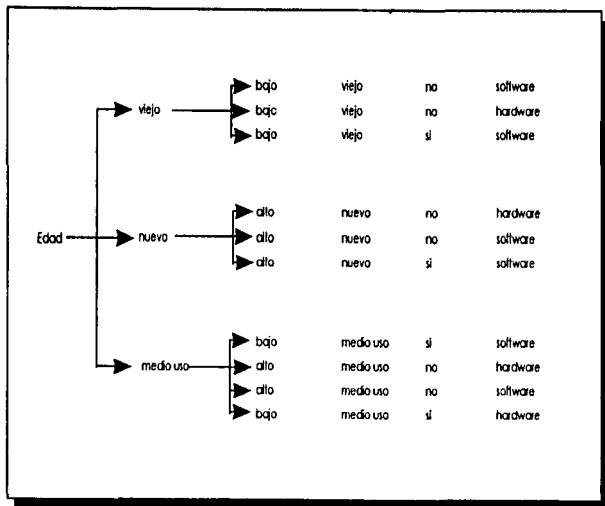 bajo viejo no software
viejo bajo viejo no hardware
bajo viejo si software
alto nuevo no hardware
Edad nuevo alto nuevo no software
alto nuevo si software
bajo medio uso si software
medio uso alto medio uso no hardware
alto medio uso no software
bajo medio uso si hardware